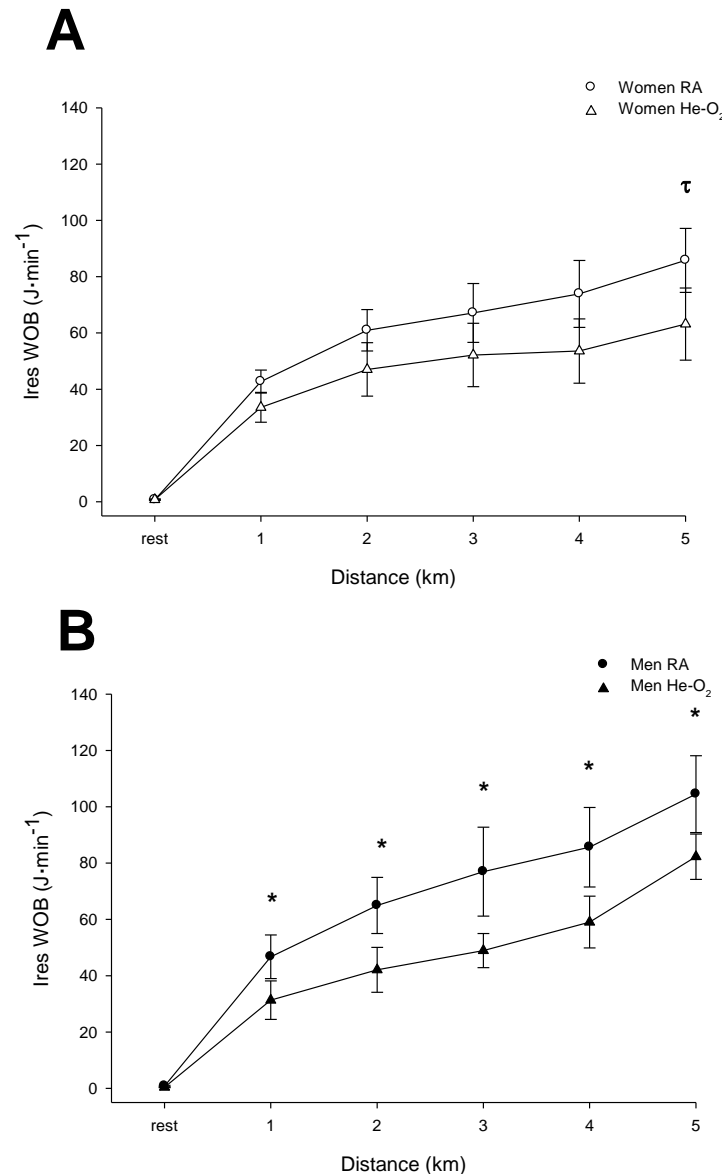 A
Women RA
Women He-O₂
140
120
100
80
60
40
20
0
Ires WOB (J·min⁻¹)
τ
rest 1 2 3 4 5
Distance (km)
B
Men RA
Men He-O₂
140
120
100
80
60
40
20
0
Ires WOB (J·min⁻¹)
* * * * *
rest 1 2 3 4 5
Distance (km)